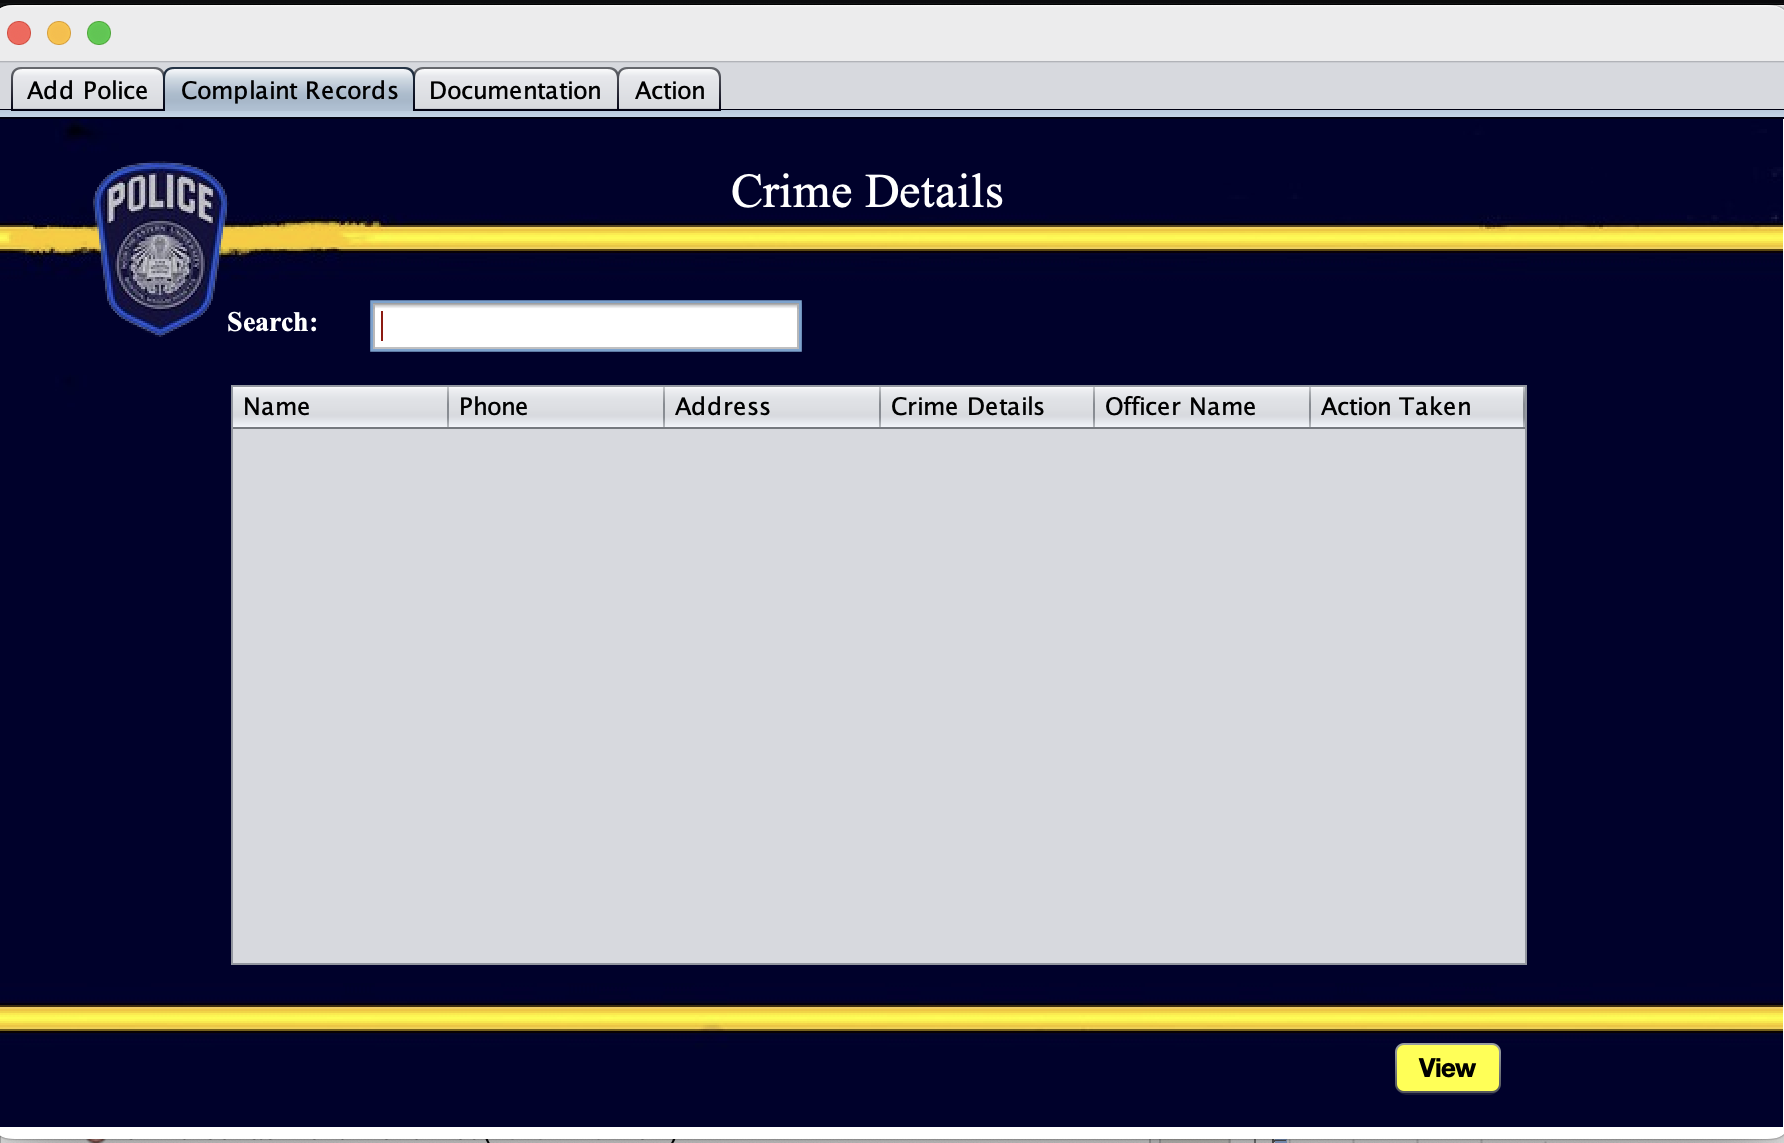 Add Police Complaint Records Documentation Action
POLICE
Crime Details
Search:
Name Phone Address Crime Details Officer Name Action Taken
View